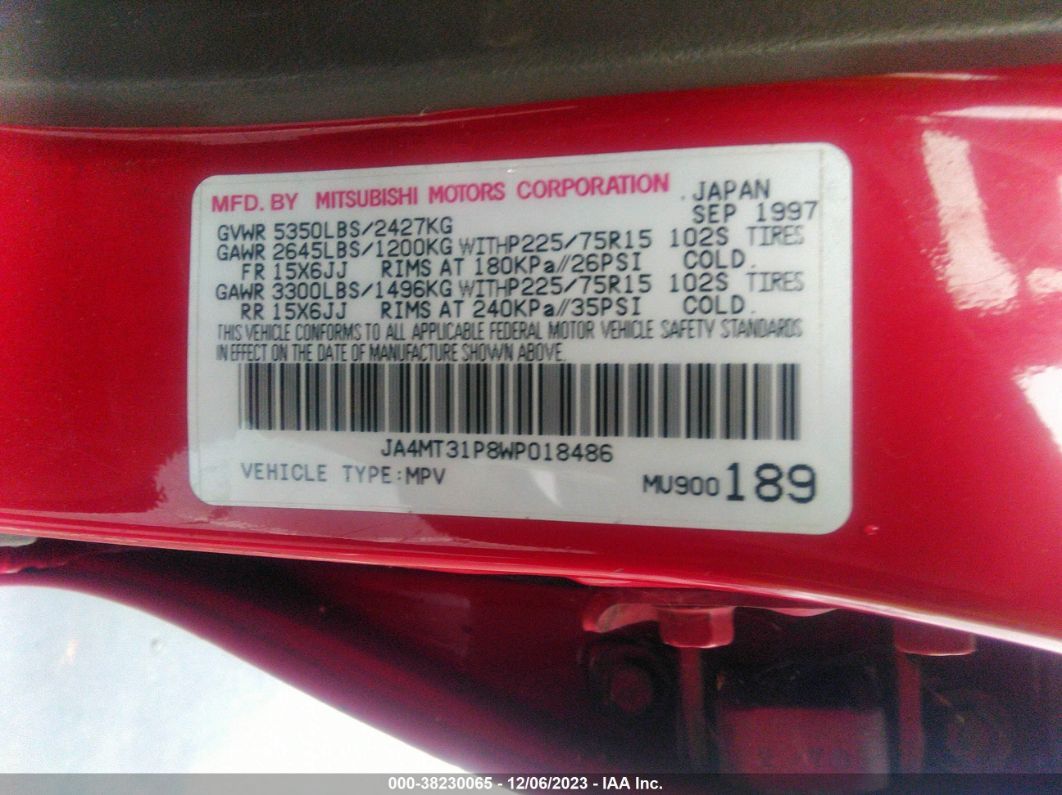 MFD. BY MITSUBISHI MOTORS CORPORATION .JAPAN
SEP 1997
GVWR 5350LBS/2427KG
GAWR 2645LBS/1200KG WITHP225/75R15 102S TIRES
FR 15X6JJ RIMS AT 180KPa//26PSI COLD.
GAWR 3300LBS/1496KG WITHP225/75R15 102S TIRES
RR 15X6JJ RIMS AT 240KPa//35PSI COLD.
THIS VEHICLE CONFORMS TO ALL APPLICABLE FEDERAL MOTOR VEHICLE SAFETY STANDARDS
IN EFFECT ON THE DATE OF MANUFACTURE SHOWN ABOVE.
JA4MT31P8WP018486
VEHICLE TYPE:MPV
MU900 189
000-38230065 - 12/06/2023 - IAA Inc.